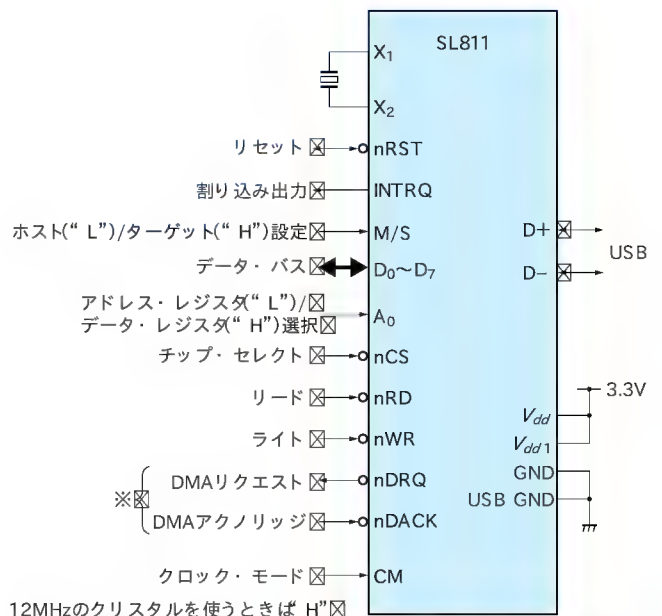 SL811
X1
X2
リセット nRST
割り込み出力 INTRQ
ホスト(“ L”)/ターゲット(“ H”)設定 M/S
データ・バス D0～D7
アドレス・レジスタ(“ L”)/
データ・レジスタ(“ H”)選択 A0
チップ・セレクト nCS
リード nRD
ライト nWR
※ DMAリクエスト nDRQ
DMAアクノリッジ nDACK
クロック・モード CM
12MHzのクリスタルを使うときは“ H”
D+
D−
USB
3.3V
Vdd
Vdd1
GND
USB GND